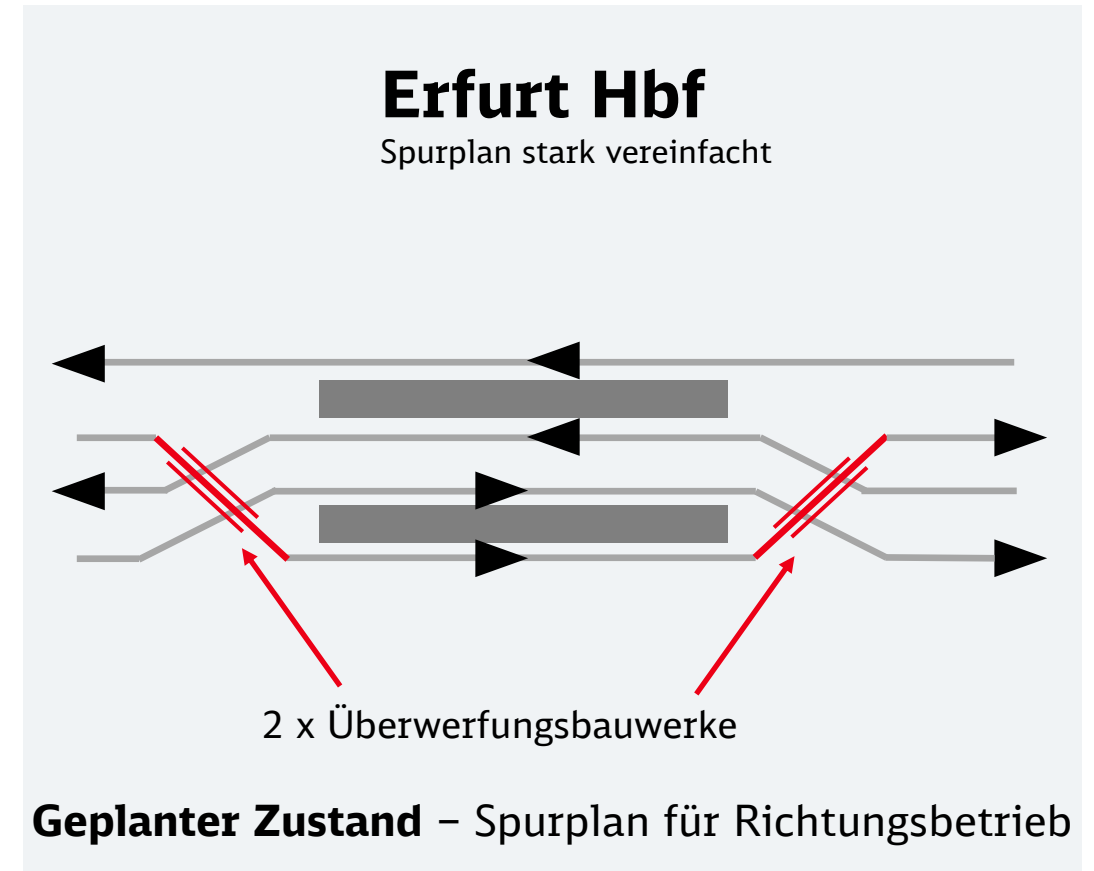 Erfurt Hbf
Spurplan stark vereinfacht
2 x Überwerfungsbauwerke
Geplanter Zustand – Spurplan für Richtungsbetrieb